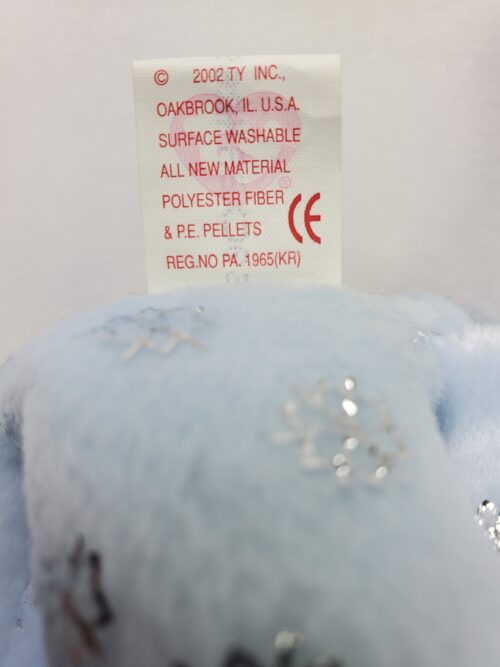 © 2002 TY INC.,
OAKBROOK, IL. U.S.A.
SURFACE WASHABLE
ALL NEW MATERIAL
POLYESTER FIBER
& P.E. PELLETS
CE
REG.NO PA. 1965(KR)